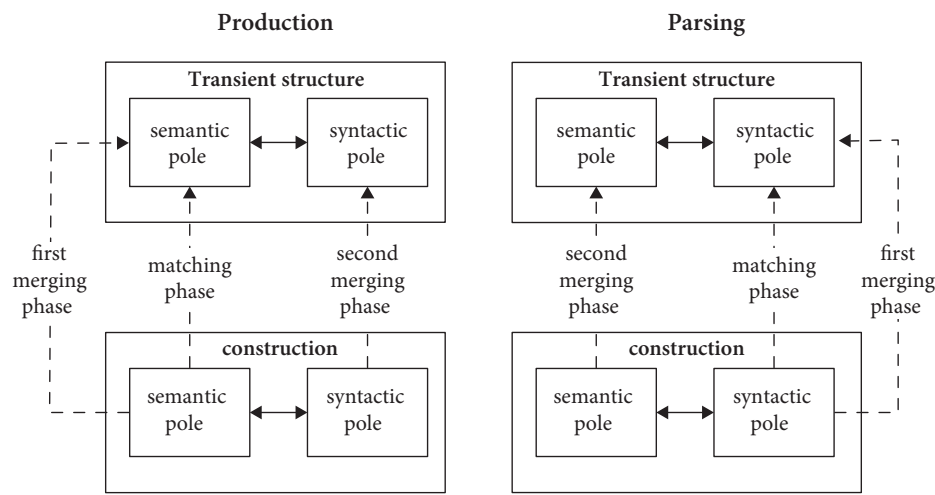 Production
Transient structure
semantic
pole
syntactic
pole
first
merging
phase
matching
phase
second
merging
phase
construction
semantic
pole
syntactic
pole
Parsing
Transient structure
semantic
pole
syntactic
pole
second
merging
phase
matching
phase
first
merging
phase
construction
semantic
pole
syntactic
pole